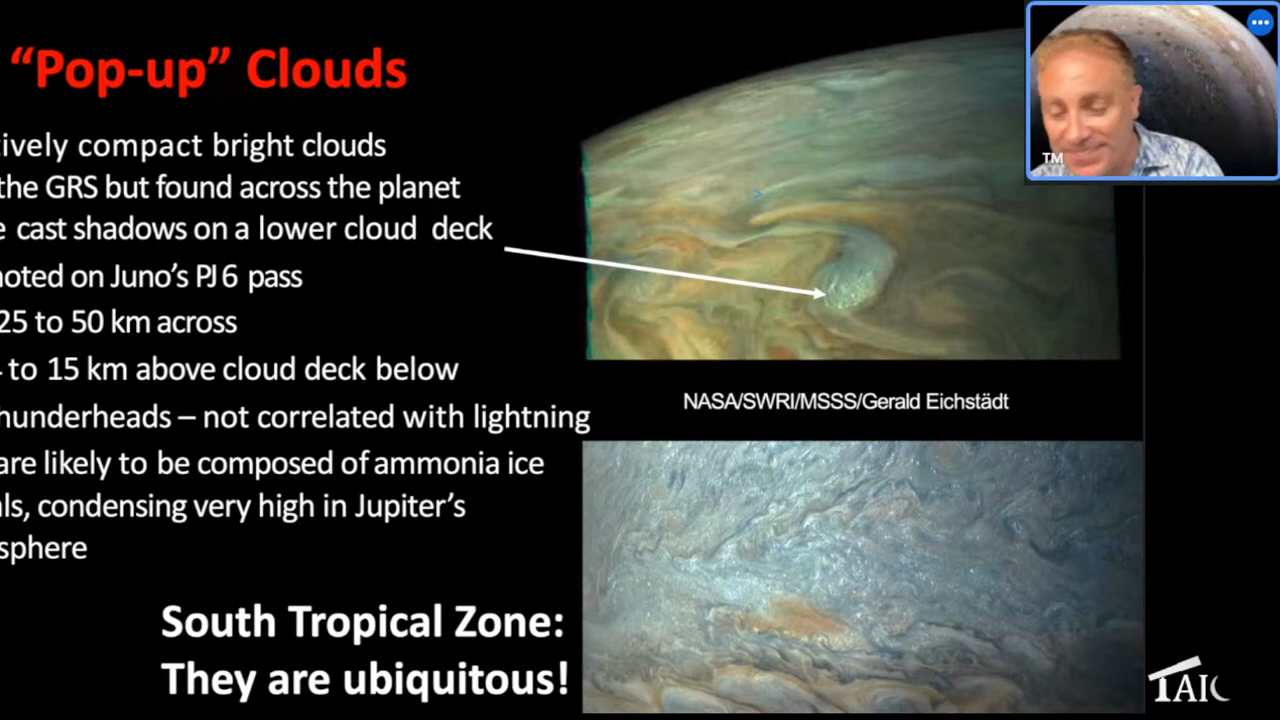 “Pop-up” Clouds
tively compact bright clouds
the GRS but found across the planet
e cast shadows on a lower cloud deck
noted on Juno’s PJ6 pass
25 to 50 km across
to 15 km above cloud deck below
hunderheads – not correlated with lightning
are likely to be composed of ammonia ice
ls, condensing very high in Jupiter’s
sphere
South Tropical Zone:
They are ubiquitous!
NASA/SWRI/MSSS/Gerald Eichstädt
TM
TAIC